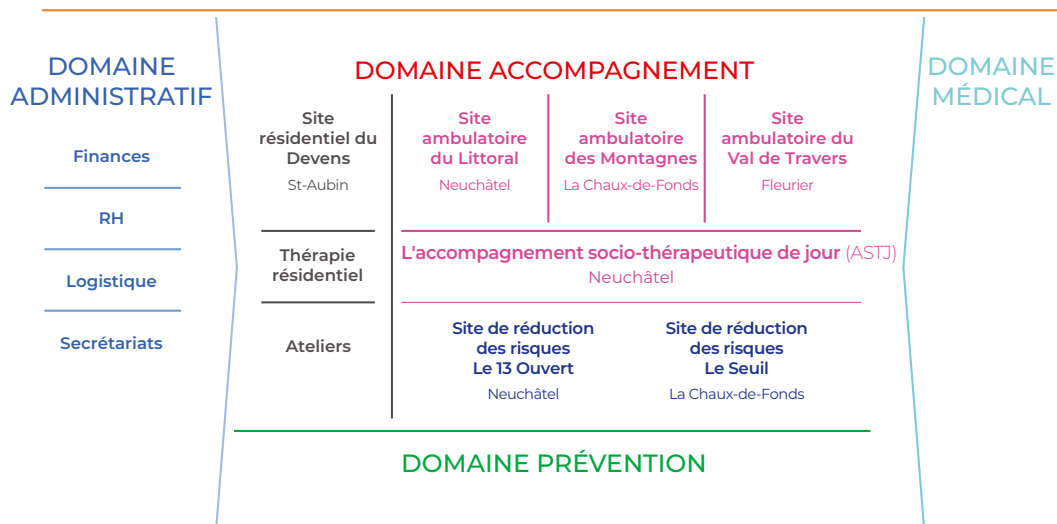 DOMAINE
ADMINISTRATIF
Finances
RH
Logistique
Secrétariats
DOMAINE ACCOMPAGNEMENT
Site
résidentiel du
Devens
St-Aubin
Thérapie
résidentiel
Ateliers
Site
ambulatoire
du Littoral
Neuchâtel
Site
ambulatoire
des Montagnes
La Chaux-de-Fonds
Site
ambulatoire du
Val de Travers
Fleurier
L'accompagnement socio-thérapeutique de jour (ASTJ)
Neuchâtel
Site de réduction
des risques
Le 13 Ouvert
Neuchâtel
Site de réduction
des risques
Le Seuil
La Chaux-de-Fonds
DOMAINE PRÉVENTION
DOMAINE
MÉDICAL